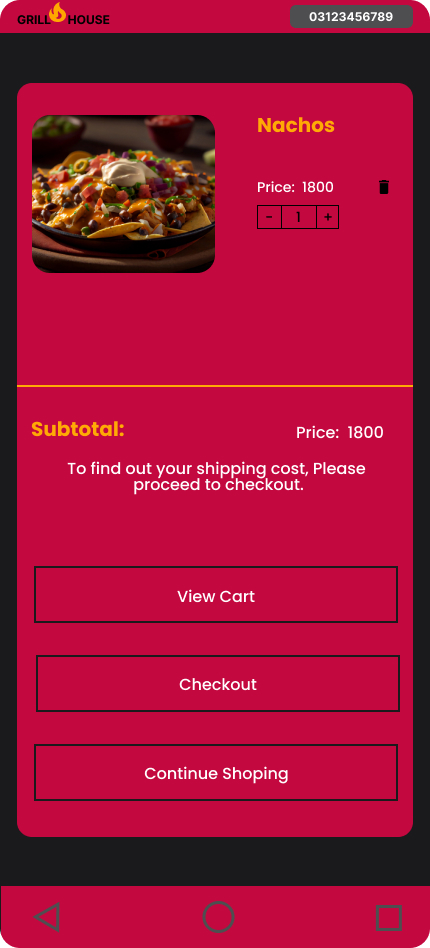 GRILL HOUSE
03123456789
Nachos
Price: 1800
- 1 +
Subtotal:
Price: 1800
To find out your shipping cost, Please
proceed to checkout.
View Cart
Checkout
Continue Shoping